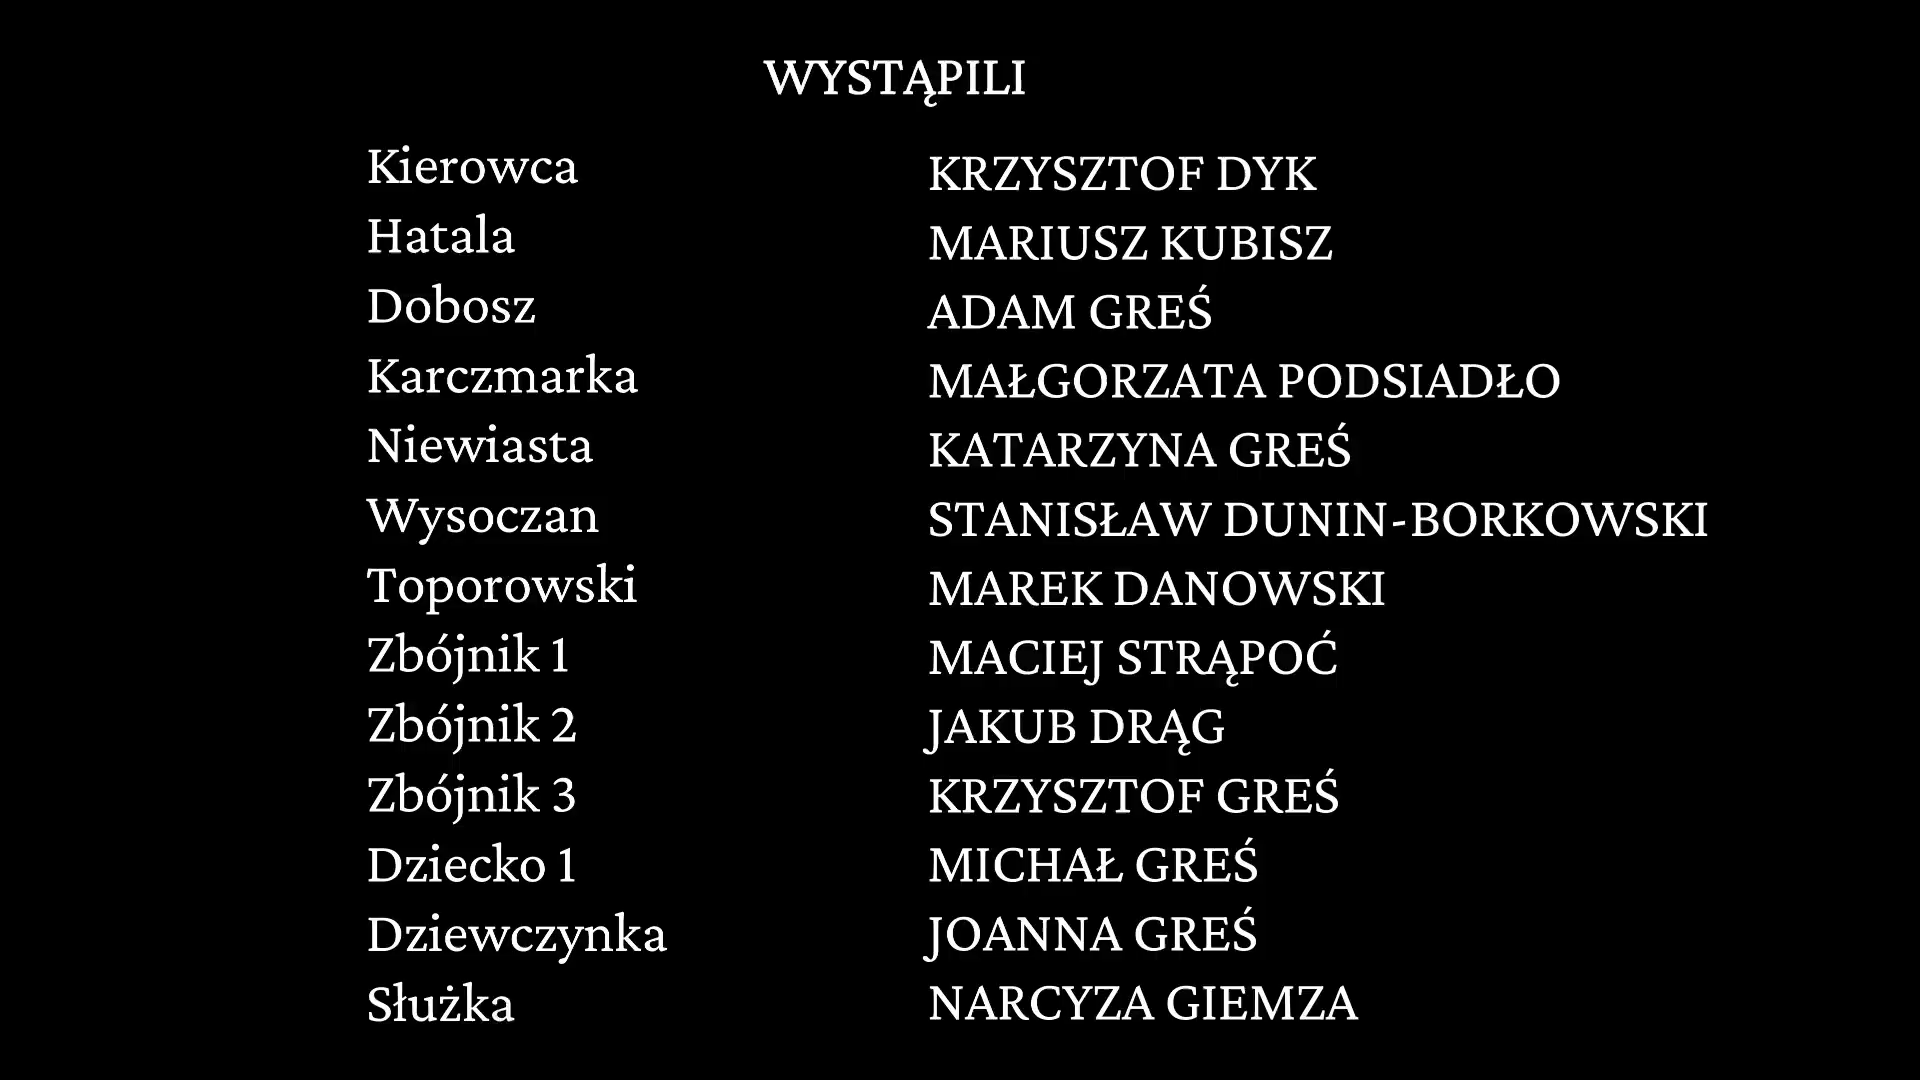 WYSTĄPILI
Kierowca KRZYSZTOF DYK
Hatala MARIUSZ KUBISZ
Dobosz ADAM GREŚ
Karczmarka MAŁGORZATA PODSIADŁO
Niewiasta KATARZYNA GREŚ
Wysoczan STANISŁAW DUNIN-BORKOWSKI
Toporowski MAREK DANOWSKI
Zbójnik 1 MACIEJ STRĄPOĆ
Zbójnik 2 JAKUB DRĄG
Zbójnik 3 KRZYSZTOF GREŚ
Dziecko 1 MICHAŁ GREŚ
Dziewczynka JOANNA GREŚ
Służka NARCYZA GIEMZA